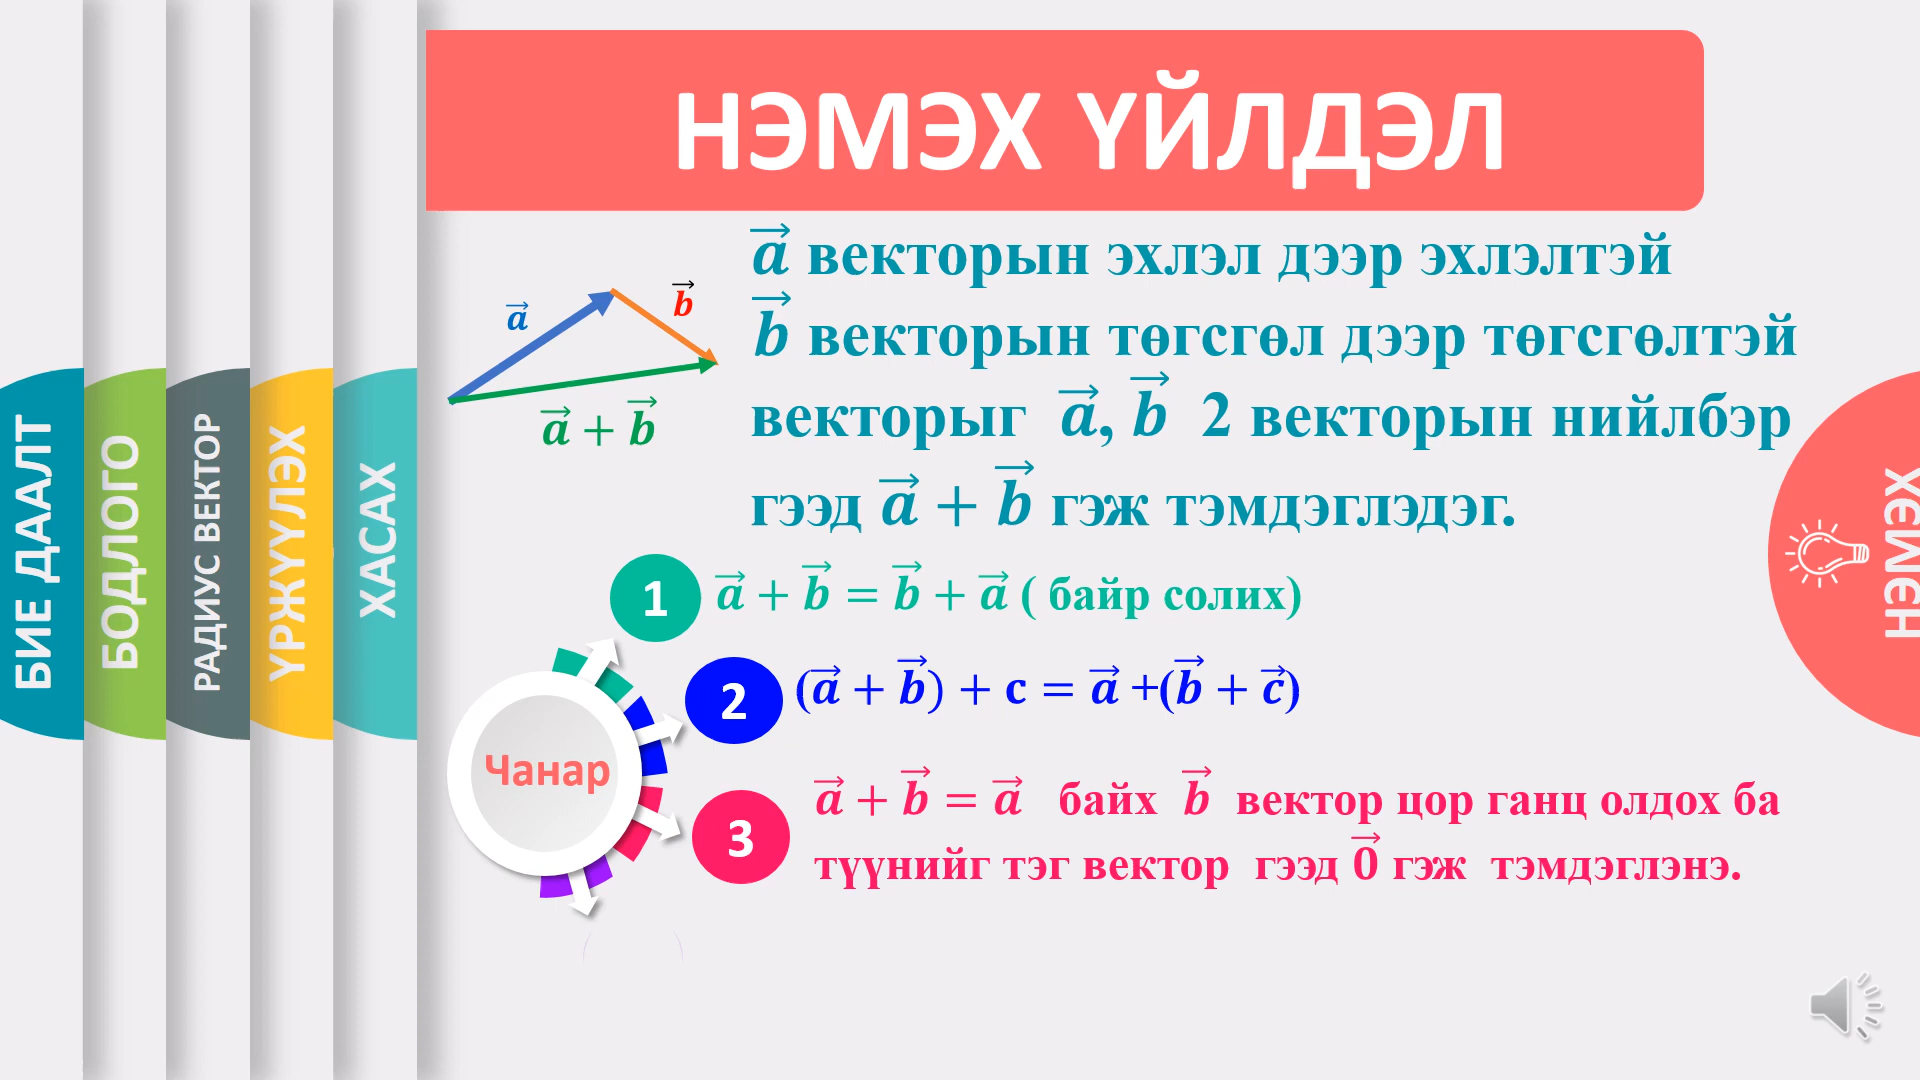 НЭМЭХ ҮЙЛДЭЛ
БИЕ ДААЛТ
БОДЛОГО
РАДИУС ВЕКТОР
ҮРЖҮҮЛЭХ
ХАСАХ
НЭМЭХ
a⃗
b⃗
a⃗ + b⃗
a⃗ векторын эхлэл дээр эхлэлтэй
b⃗ векторын төгсгөл дээр төгсгөлтэй
векторыг a⃗, b⃗ 2 векторын нийлбэр
гээд a⃗ + b⃗ гэж тэмдэглэдэг.
1 a⃗ + b⃗ = b⃗ + a⃗ ( байр солих)
2 (a⃗ + b⃗) + c = a⃗ +(b⃗ + c⃗)
Чанар
3 a⃗ + b⃗ = a⃗ байх b⃗ вектор цор ганц олдох ба
түүнийг тэг вектор гээд 0⃗ гэж тэмдэглэнэ.